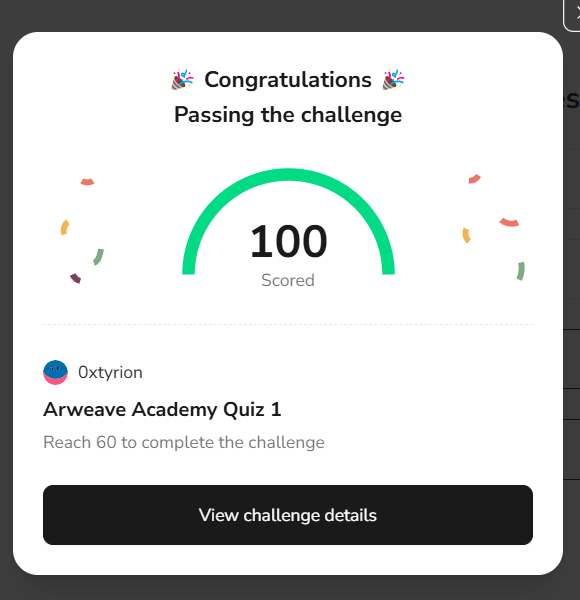 🎉 Congratulations 🎉
Passing the challenge
100
Scored
0xtyrion
Arweave Academy Quiz 1
Reach 60 to complete the challenge
View challenge details